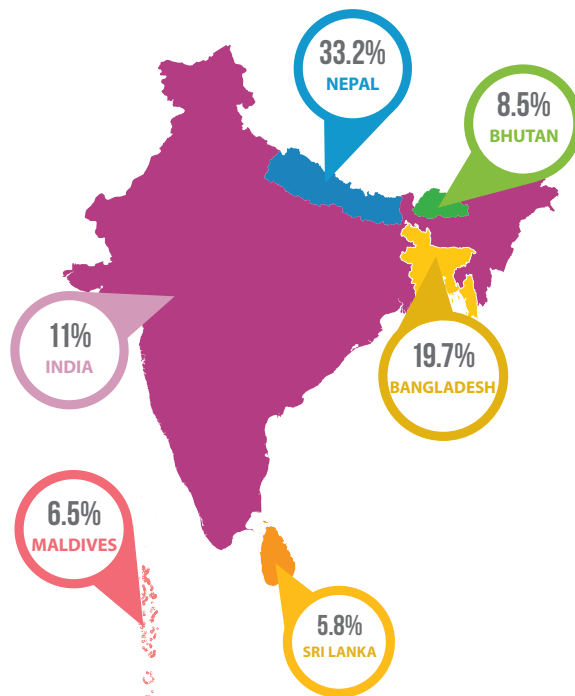 33.2%
NEPAL
8.5%
BHUTAN
11%
INDIA
19.7%
BANGLADESH
6.5%
MALDIVES
5.8%
SRI LANKA